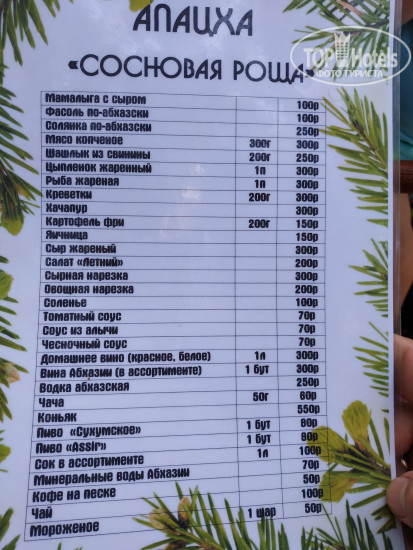 АПАЦХА
«СОСНОВАЯ РОЩА»
TOP Hotels
ФОТО ТУРИСТА
Мамалыга с сыром 100р
Фасоль по-абхазски 100р
Солянка по-абхазски 250р
Мясо копченое 300г 300р
Шашлык из свинины 200г 250р
Цыпленок жаренный 1п 300р
Рыба жареная 1п 300р
Креветки 200г 300р
Хачапур 300р
Картофель фри 200г 150р
Яичница 150р
Сыр жареный 300р
Салат «Летний» 200р
Сырная нарезка 300р
Овощная нарезка 200р
Соленье 100р
Томатный соус 70р
Соус из алычи 70р
Чесночный соус 70р
Домашнее вино (красное, белое) 1л 300р
Вина Абхазии (в ассортименте) 1 бут 300р
Водка абхазская 250р
Чача 50г 60р
Коньяк 550р
Пиво «Сухумское» 1 бут 80р
Пиво «Assir» 1 бут 80р
Сок в ассортименте 1л 100р
Минеральные воды Абхазии 70р
Кофе на песке 50р
Чай 100р
Мороженое 1 шар 50р